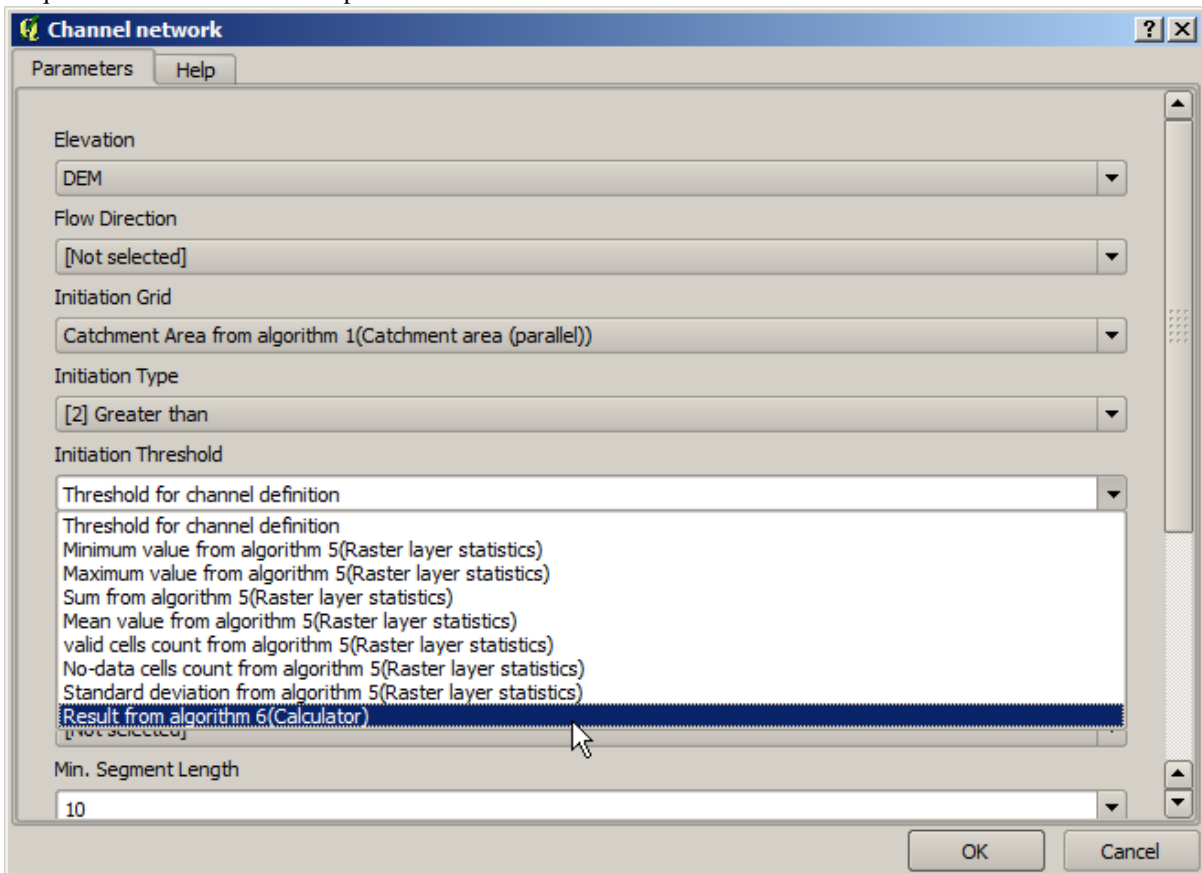 Channel network
Parameters Help
Elevation
DEM
Flow Direction
[Not selected]
Initiation Grid
Catchment Area from algorithm 1(Catchment area (parallel))
Initiation Type
[2] Greater than
Initiation Threshold
Threshold for channel definition
Threshold for channel definition
Minimum value from algorithm 5(Raster layer statistics)
Maximum value from algorithm 5(Raster layer statistics)
Sum from algorithm 5(Raster layer statistics)
Mean value from algorithm 5(Raster layer statistics)
valid cells count from algorithm 5(Raster layer statistics)
No-data cells count from algorithm 5(Raster layer statistics)
Standard deviation from algorithm 5(Raster layer statistics)
Result from algorithm 6(Calculator)
[Not selected]
Min. Segment Length
10
OK Cancel